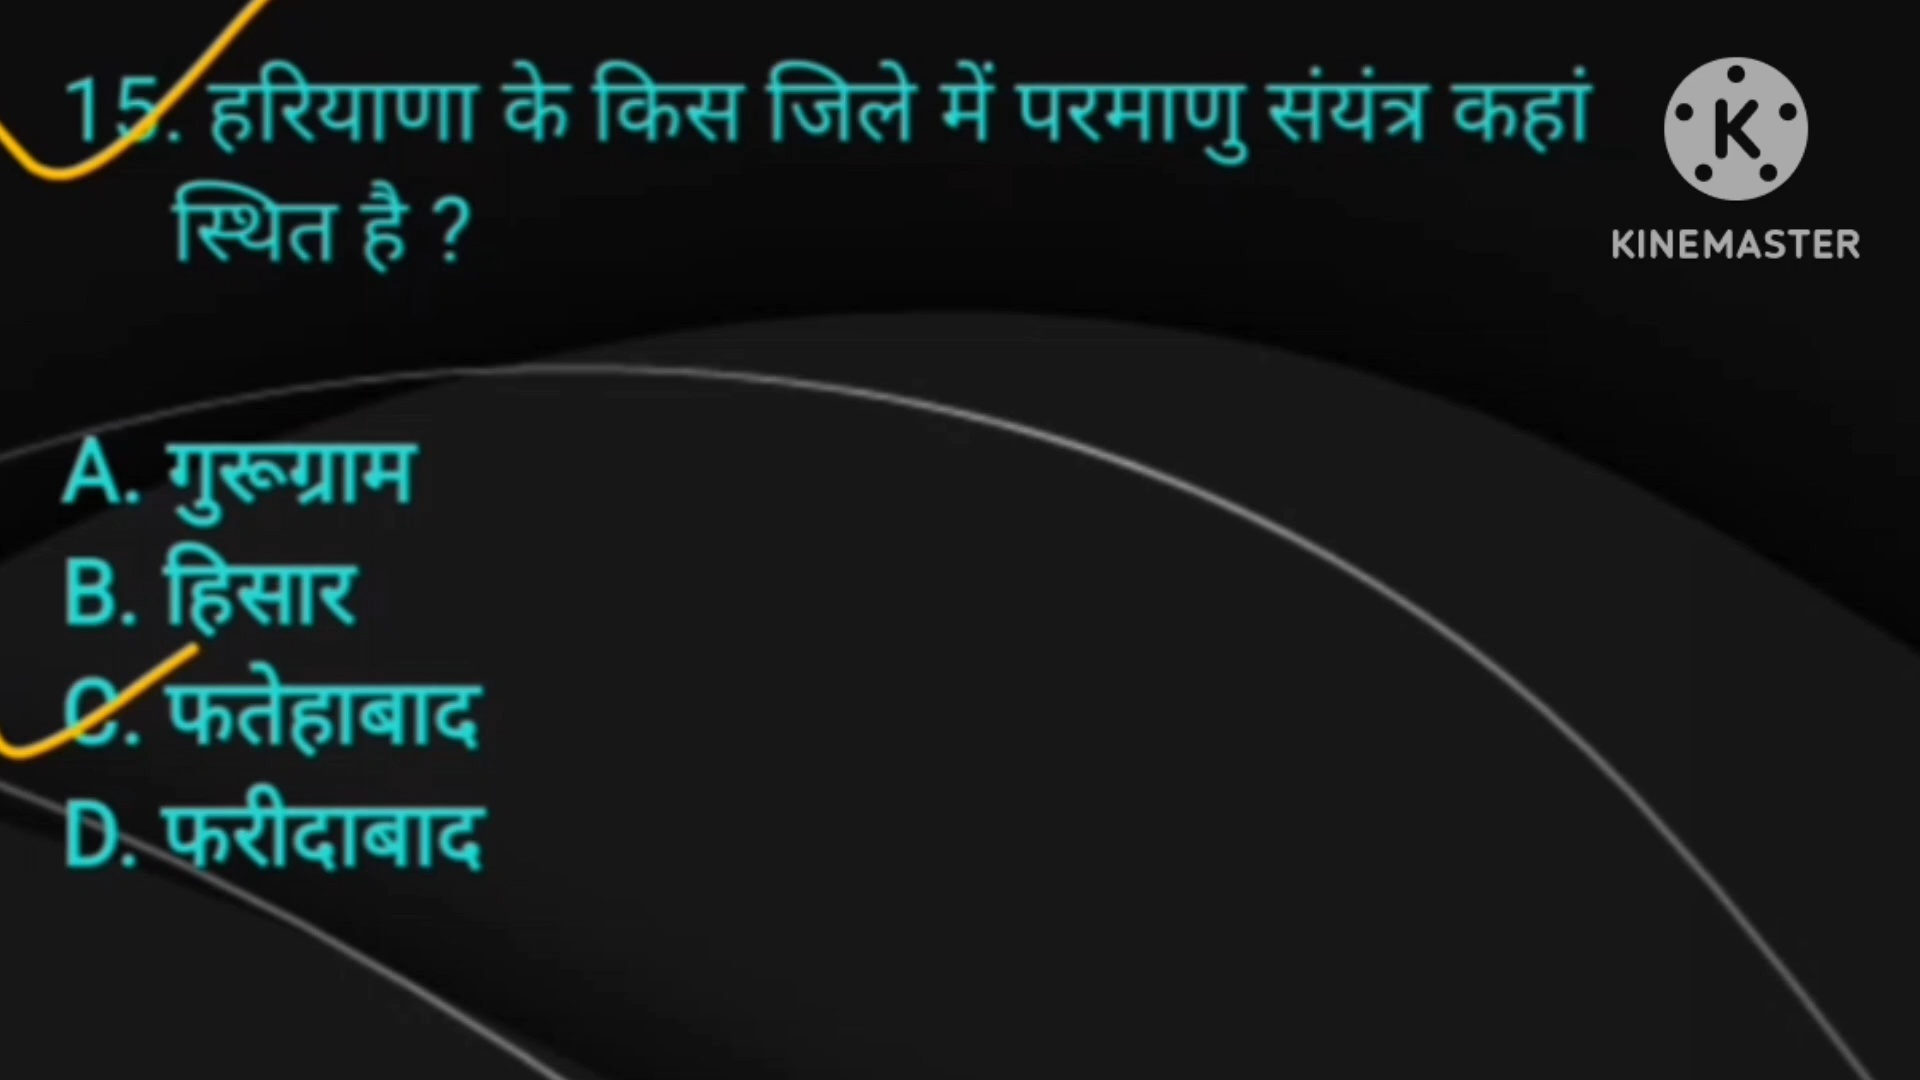 15. हरियाणा के किस जिले में परमाणु संयंत्र कहां
स्थित है ?
K
KINEMASTER
A. गुरूग्राम
B. हिसार
C. फतेहाबाद
D. फरीदाबाद